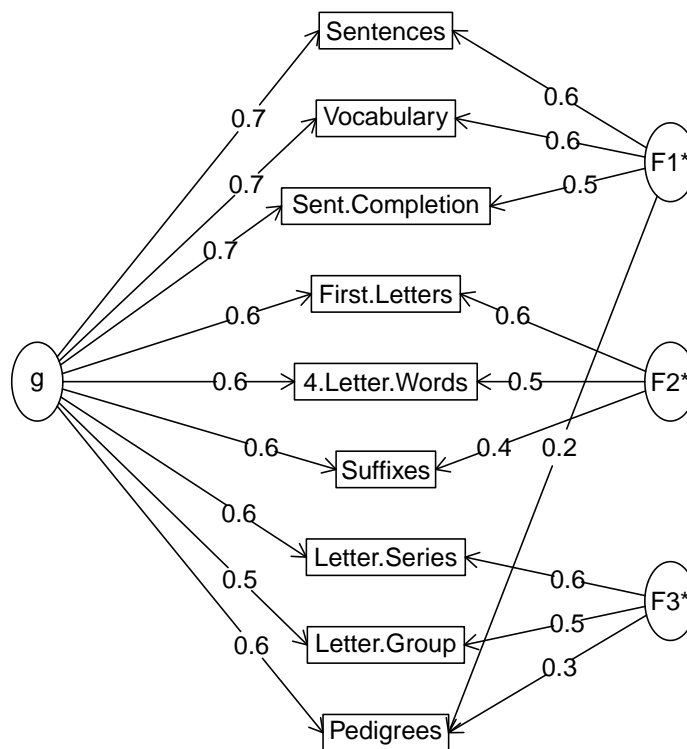 Sentences
0.6
0.7
Vocabulary
0.6
F1*
0.7
Sent.Completion
0.5
0.7
First.Letters
0.6
0.6
g
0.6
4.Letter.Words
0.5
F2*
0.6
Suffixes
0.4
0.2
0.6
Letter.Series
0.6
F3*
0.5
Letter.Group
0.5
0.6
0.3
Pedigrees